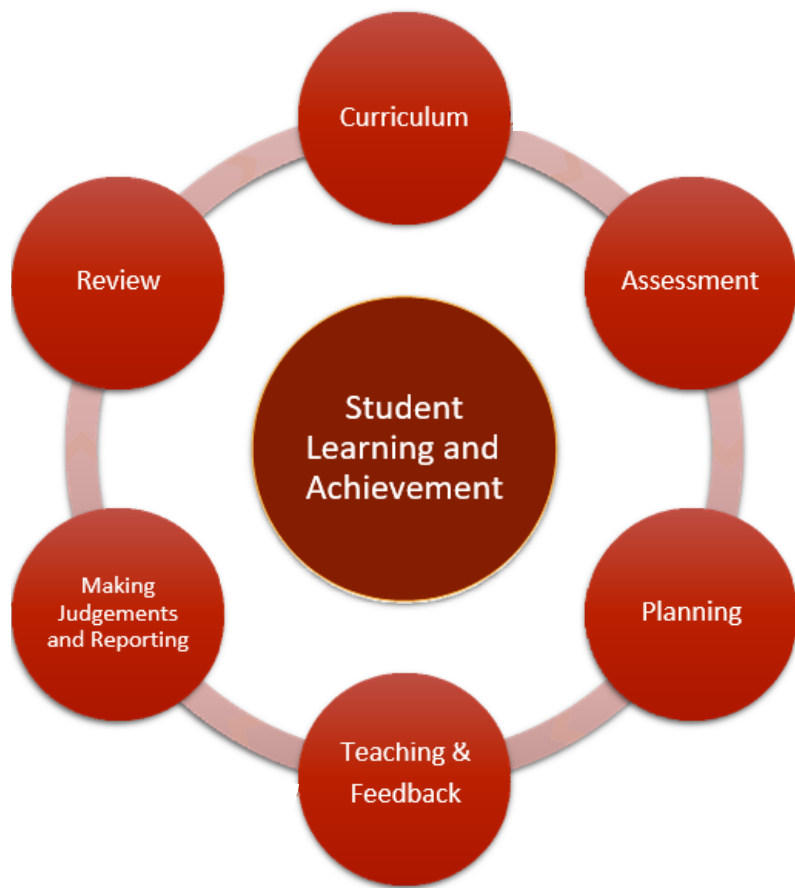 Curriculum
Assessment
Planning
Teaching &
Feedback
Making
Judgements
and Reporting
Review
Student
Learning and
Achievement